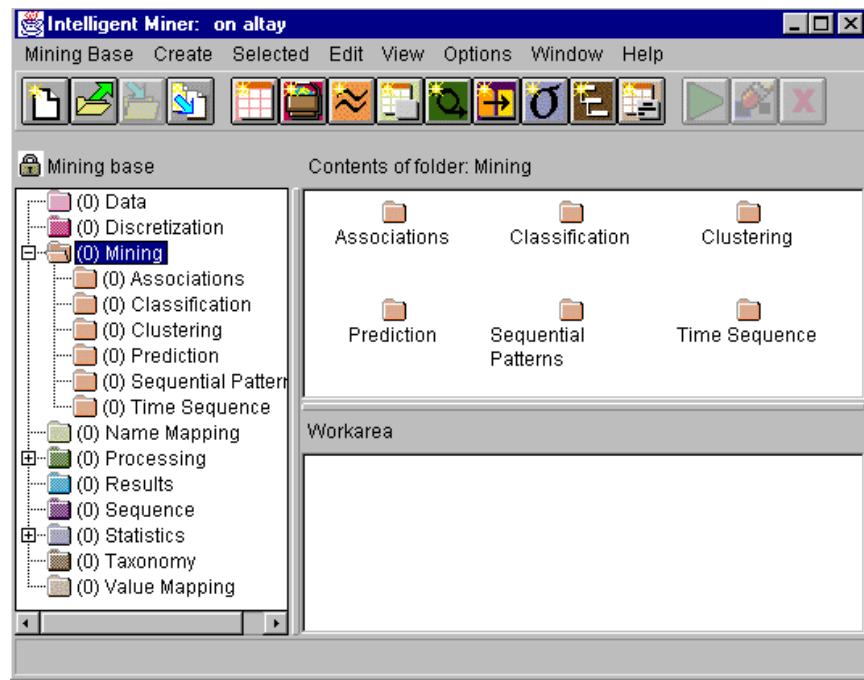 Intelligent Miner: on altay
Mining Base Create Selected Edit View Options Window Help
Mining base
Contents of folder: Mining
(0) Data
(0) Discretization
(0) Mining
(0) Associations
(0) Classification
(0) Clustering
(0) Prediction
(0) Sequential Pattern
(0) Time Sequence
(0) Name Mapping
(0) Processing
(0) Results
(0) Sequence
(0) Statistics
(0) Taxonomy
(0) Value Mapping
Associations
Classification
Clustering
Prediction
Sequential
Patterns
Time Sequence
Workarea